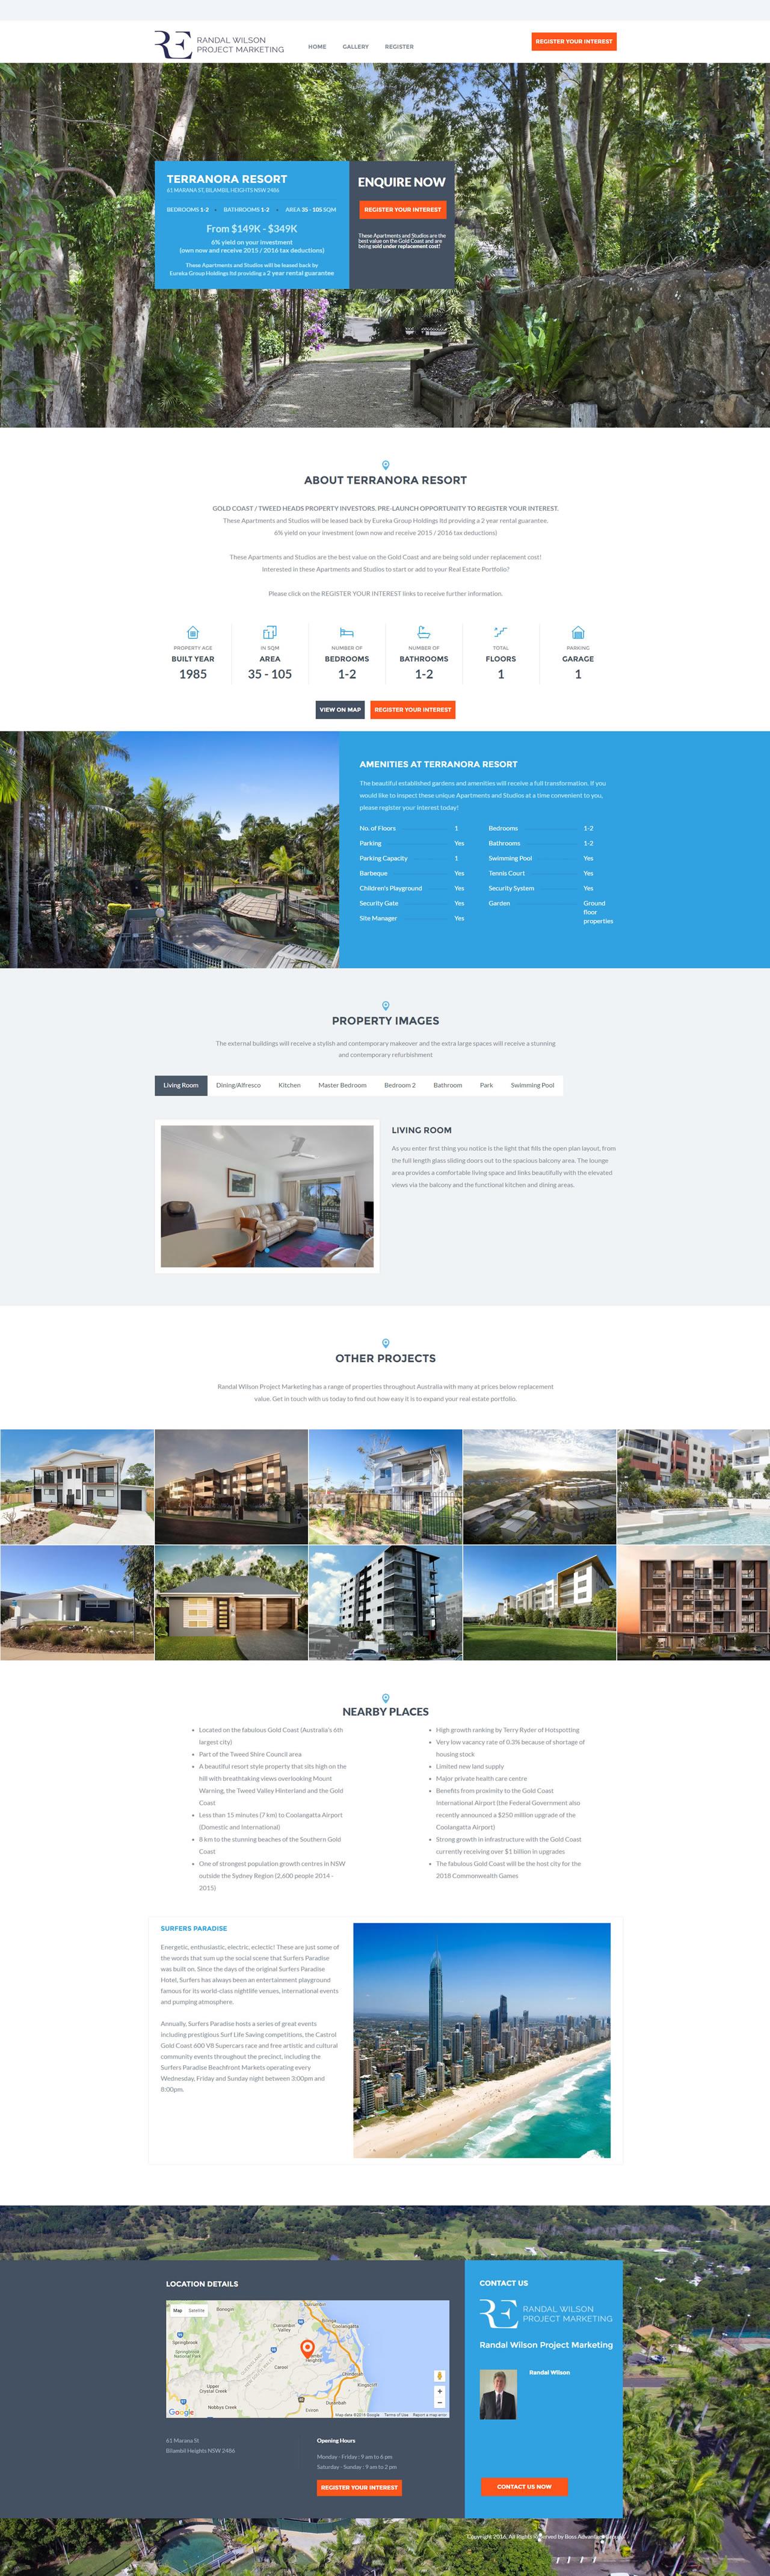 RANDAL WILSON
PROJECT MARKETING
HOME
GALLERY
REGISTER
REGISTER YOUR INTEREST
TERRANORA RESORT
61 MARANA ST, BILAMBIL HEIGHTS NSW 2486
BEDROOMS 1-2 • BATHROOMS 1-2 • AREA 35 - 105 SQM
From $149K - $349K
6% yield on your investment
(own now and receive 2015 / 2016 tax deductions)
These Apartments and Studios will be leased back by
Eureka Group Holdings ltd providing a 2 year rental guarantee
ENQUIRE NOW
REGISTER YOUR INTEREST
These Apartments and Studios are the
best value on the Gold Coast and are
being sold under replacement cost!
ABOUT TERRANORA RESORT
GOLD COAST / TWEED HEADS PROPERTY INVESTORS. PRE-LAUNCH OPPORTUNITY TO REGISTER YOUR INTEREST.
These Apartments and Studios will be leased back by Eureka Group Holdings ltd providing a 2 year rental guarantee.
6% yield on your investment (own now and receive 2015 / 2016 tax deductions)
These Apartments and Studios are the best value on the Gold Coast and are being sold under replacement cost!
Interested in these Apartments and Studios to start or add to your Real Estate Portfolio?
Please click on the REGISTER YOUR INTEREST links to receive further information.
PROPERTY AGE
BUILT YEAR
1985
IN SQM
AREA
35 - 105
NUMBER OF
BEDROOMS
1-2
NUMBER OF
BATHROOMS
1-2
TOTAL
FLOORS
1
PARKING
GARAGE
1
VIEW ON MAP
REGISTER YOUR INTEREST
AMENITIES AT TERRANORA RESORT
The beautiful established gardens and amenities will receive a full transformation. If you
would like to inspect these unique Apartments and Studios at a time convenient to you,
please register your interest today!
No. of Floors 1
Parking Yes
Parking Capacity 1
Barbeque Yes
Children's Playground Yes
Security Gate Yes
Site Manager Yes
Bedrooms 1-2
Bathrooms 1-2
Swimming Pool Yes
Tennis Court Yes
Security System Yes
Garden Ground
floor
properties
PROPERTY IMAGES
The external buildings will receive a stylish and contemporary makeover and the extra large spaces will receive a stunning
and contemporary refurbishment
Living Room
Dining/Alfresco
Kitchen
Master Bedroom
Bedroom 2
Bathroom
Park
Swimming Pool
LIVING ROOM
As you enter first thing you notice is the light that fills the open plan layout, from
the full length glass sliding doors out to the spacious balcony area. The lounge
area provides a comfortable living space and links beautifully with the elevated
views via the balcony and the functional kitchen and dining areas.
OTHER PROJECTS
Randal Wilson Project Marketing has a range of properties throughout Australia with many at prices below replacement
value. Get in touch with us today to find out how easy it is to expand your real estate portfolio.
NEARBY PLACES
• Located on the fabulous Gold Coast (Australia's 6th
largest city)
• Part of the Tweed Shire Council area
• A beautiful resort style property that sits high on the
hill with breathtaking views overlooking Mount
Warning, the Tweed Valley Hinterland and the Gold
Coast
• Less than 15 minutes (7 km) to Coolangatta Airport
(Domestic and International)
• 8 km to the stunning beaches of the Southern Gold
Coast
• One of strongest population growth centres in NSW
outside the Sydney Region (2,600 people 2014 -
2015)
• High growth ranking by Terry Ryder of Hotspotting
• Very low vacancy rate of 0.3% because of shortage of
housing stock
• Limited new land supply
• Major private health care centre
• Benefits from proximity to the Gold Coast
International Airport (the Federal Government also
recently announced a $250 million upgrade of the
Coolangatta Airport)
• Strong growth in infrastructure with the Gold Coast
currently receiving over $1 billion in upgrades
• The fabulous Gold Coast will be the host city for the
2018 Commonwealth Games
SURFERS PARADISE
Energetic, enthusiastic, electric, eclectic! These are just some of
the words that sum up the social scene that Surfers Paradise
was built on. Since the days of the original Surfers Paradise
Hotel, Surfers has always been an entertainment playground
famous for its world-class nightlife venues, international events
and pumping atmosphere.
Annually, Surfers Paradise hosts a series of great events
including prestigious Surf Life Saving competitions, the Castrol
Gold Coast 600 V8 Supercars race and free artistic and cultural
community events throughout the precinct, including the
Surfers Paradise Beachfront Markets operating every
Wednesday, Friday and Sunday night between 3:00pm and
8:00pm.
LOCATION DETAILS
Map
Satellite
Bonogin
Currumbin
Currumbin
Valley
Coolangatta
Springbrook
Springbrook
National Park
Heights
Carool
Chinderah
Upper
Crystal Creek
Kingscliff
Nobbys Creek
Duranbah
Google
Map data ©2016 Google
Terms of Use
Report a map error
61 Marana St
Bilambil Heights NSW 2486
Opening Hours
Monday - Friday : 9 am to 6 pm
Saturday - Sunday : 9 am to 2 pm
REGISTER YOUR INTEREST
CONTACT US
RANDAL WILSON
PROJECT MARKETING
Randal Wilson Project Marketing
Randal Wilson
CONTACT US NOW
Copyright 2016. All Rights Reserved by Boss Advantage